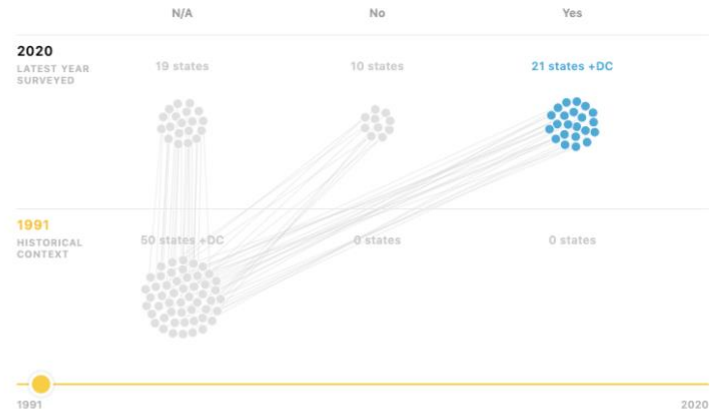 N/A No Yes
2020
LATEST YEAR
SURVEYED
19 states 10 states 21 states +DC
1991
HISTORICAL
CONTEXT
50 states +DC 0 states 0 states
1991 2020